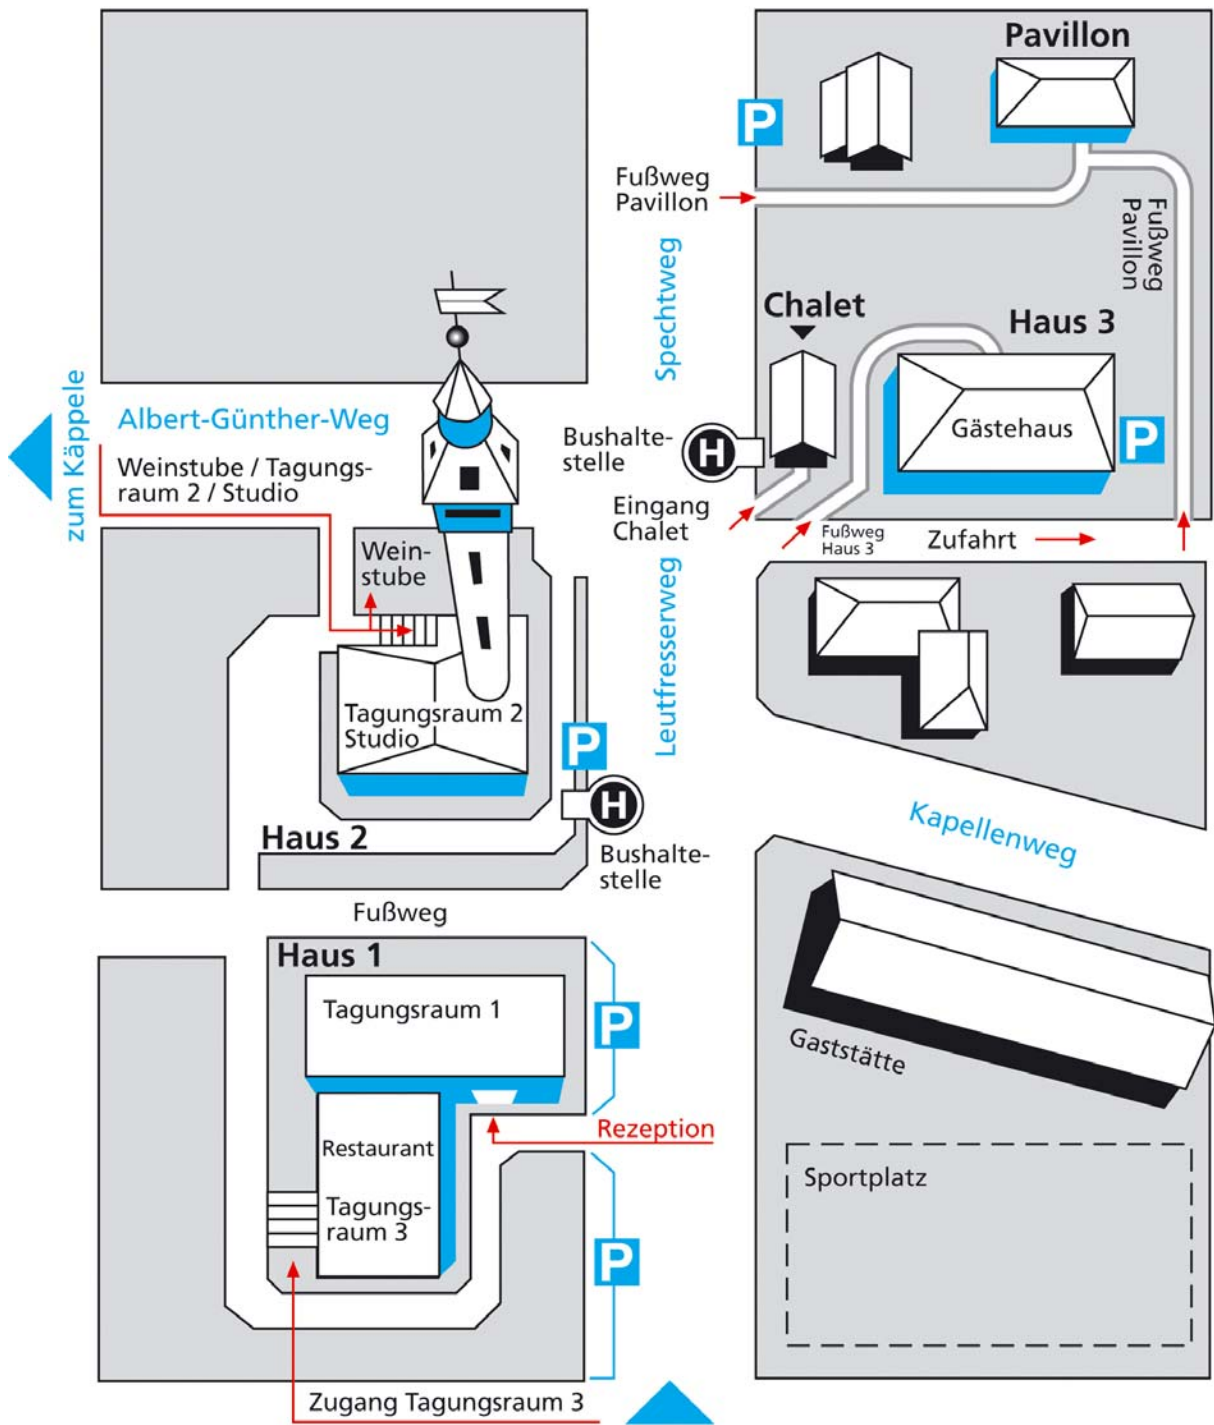 Pavillon
P
Fußweg
Pavillon
Fußweg
Pavillon
Spechtweg
Chalet
Haus 3
Gästehaus
P
Albert-Günther-Weg
zum Käppele
Weinstube / Tagungs-
raum 2 / Studio
Bushalte-
stelle
H
Eingang
Chalet
Fußweg
Haus 3
Zufahrt
Wein-
stube
Leutfresserweg
Tagungsraum 2
Studio
P
H
Haus 2
Bushalte-
stelle
Kapellenweg
Fußweg
Haus 1
Tagungsraum 1
P
Gaststätte
Rezeption
Restaurant
Tagungs-
raum 3
Sportplatz
P
Zugang Tagungsraum 3